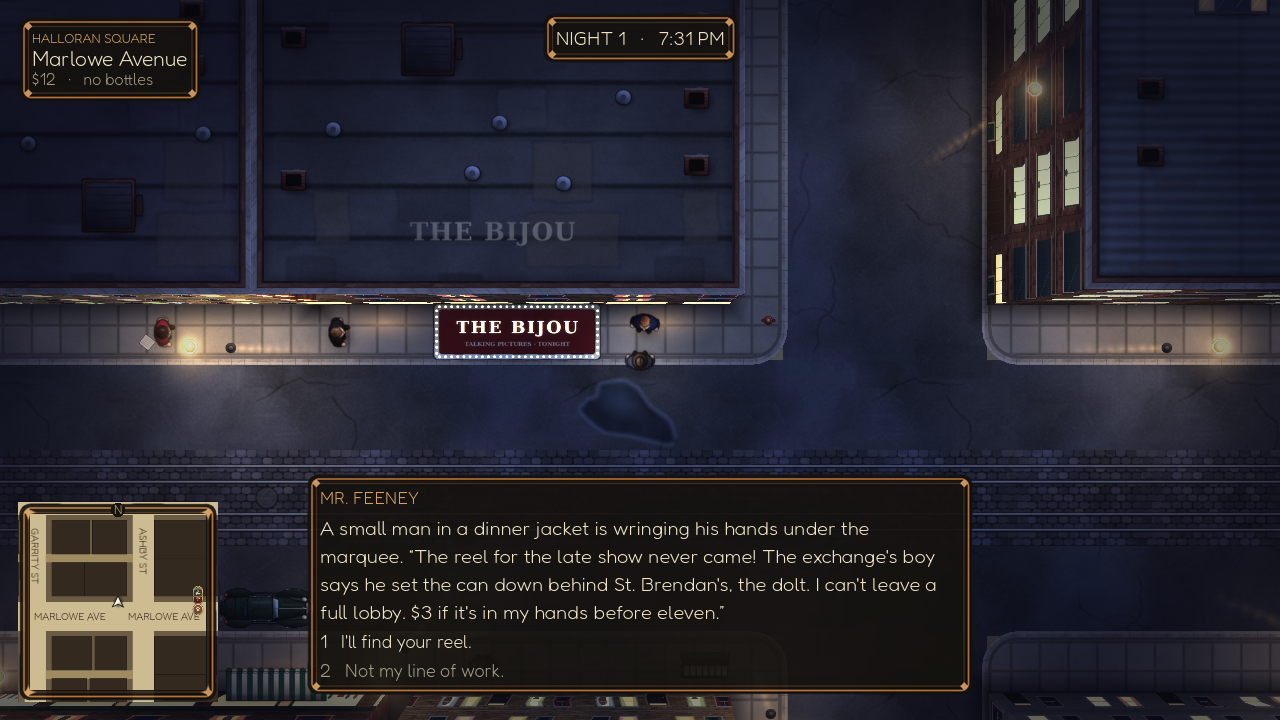 HALLORAN SQUARE
Marlowe Avenue
$12 · no bottles
NIGHT 1 · 7:31 PM
THE BIJOU
THE BIJOU
TALKING PICTURES · TONIGHT
MR. FEENEY
A small man in a dinner jacket is wringing his hands under the
marquee. “The reel for the late show never came! The exchange's boy
says he set the can down behind St. Brendan's, the dolt. I can't leave a
full lobby. $3 if it's in my hands before eleven.”
1 I'll find your reel.
2 Not my line of work.
N
GARRITY ST
ASHBY ST
MARLOWE AVE
MARLOWE AVE